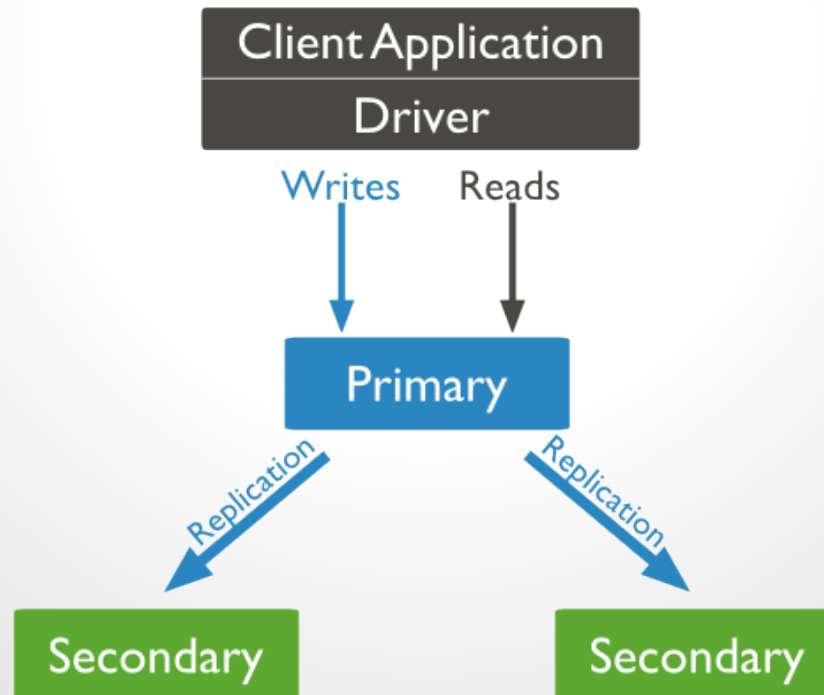 Client Application
Driver
Writes Reads
Primary
Replication Replication
Secondary Secondary